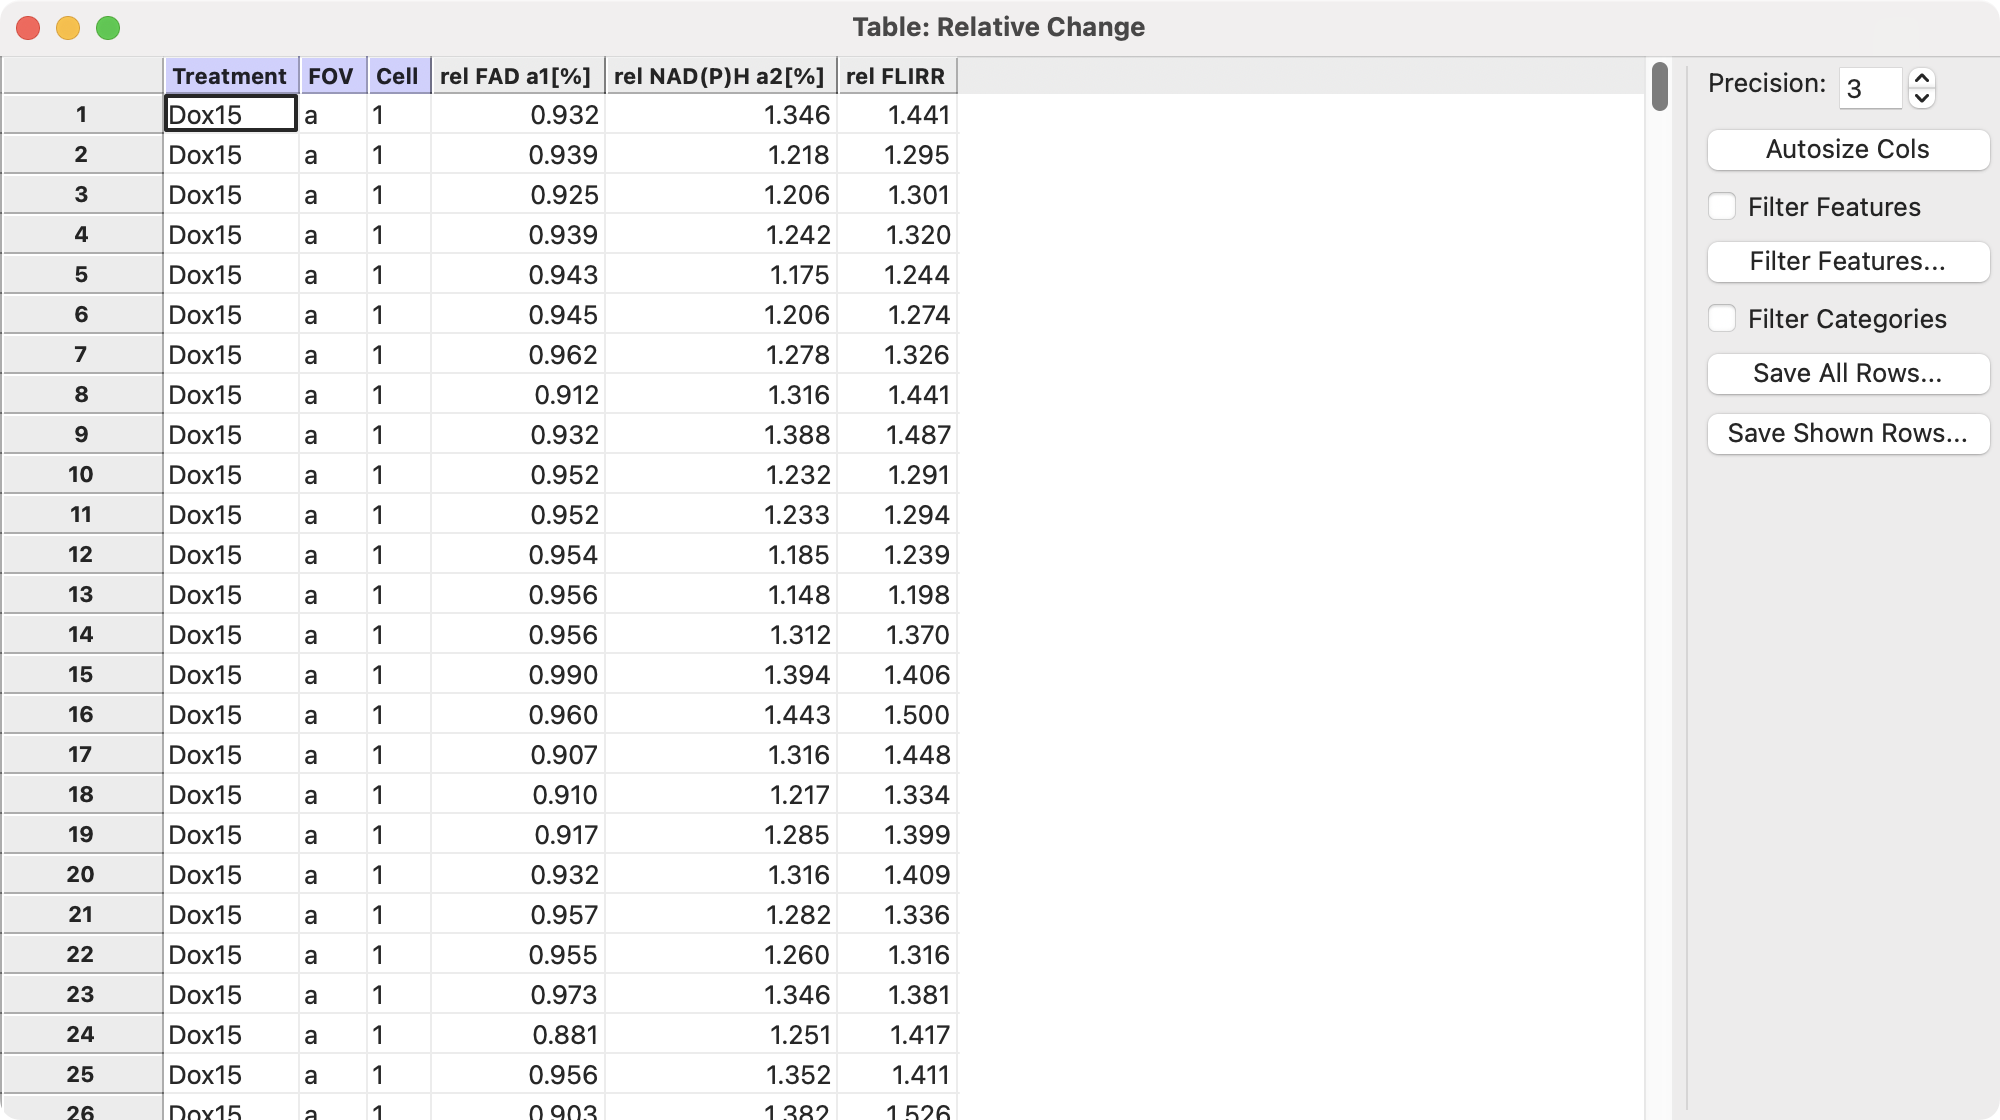 Table: Relative Change
Treatment FOV Cell rel FAD a1[%] rel NAD(P)H a2[%] rel FLIRR
1 Dox15 a 1 0.932 1.346 1.441
2 Dox15 a 1 0.939 1.218 1.295
3 Dox15 a 1 0.925 1.206 1.301
4 Dox15 a 1 0.939 1.242 1.320
5 Dox15 a 1 0.943 1.175 1.244
6 Dox15 a 1 0.945 1.206 1.274
7 Dox15 a 1 0.962 1.278 1.326
8 Dox15 a 1 0.912 1.316 1.441
9 Dox15 a 1 0.932 1.388 1.487
10 Dox15 a 1 0.952 1.232 1.291
11 Dox15 a 1 0.952 1.233 1.294
12 Dox15 a 1 0.954 1.185 1.239
13 Dox15 a 1 0.956 1.148 1.198
14 Dox15 a 1 0.956 1.312 1.370
15 Dox15 a 1 0.990 1.394 1.406
16 Dox15 a 1 0.960 1.443 1.500
17 Dox15 a 1 0.907 1.316 1.448
18 Dox15 a 1 0.910 1.217 1.334
19 Dox15 a 1 0.917 1.285 1.399
20 Dox15 a 1 0.932 1.316 1.409
21 Dox15 a 1 0.957 1.282 1.336
22 Dox15 a 1 0.955 1.260 1.316
23 Dox15 a 1 0.973 1.346 1.381
24 Dox15 a 1 0.881 1.251 1.417
25 Dox15 a 1 0.956 1.352 1.411
26 Dox15 a 1 0.903 1.382 1.526
Precision: 3
Autosize Cols
Filter Features
Filter Features...
Filter Categories
Save All Rows...
Save Shown Rows...